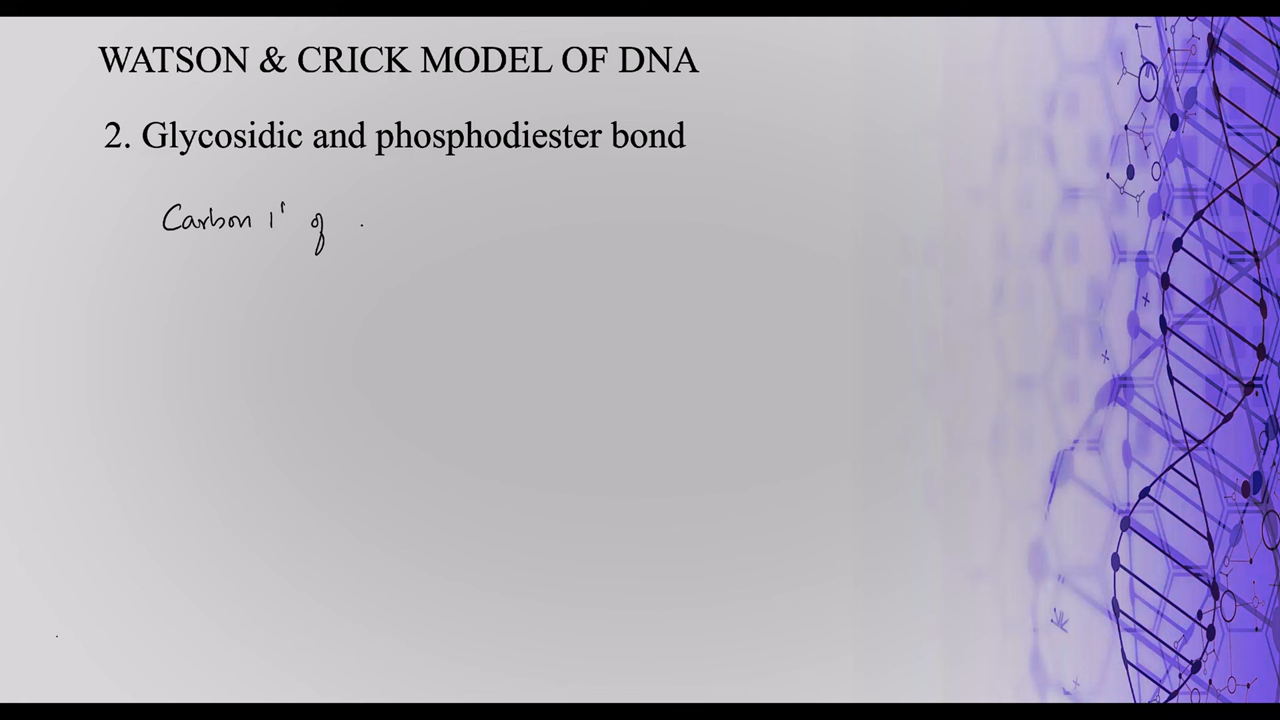 WATSON & CRICK MODEL OF DNA
2. Glycosidic and phosphodiester bond
Carbon 1' of